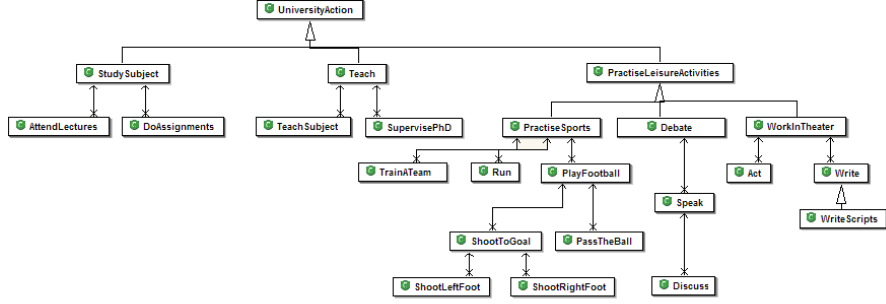 UniversityAction
StudySubject
Teach
PractiseLeisureActivities
AttendLectures
DoAssignments
TeachSubject
SupervisePhD
PractiseSports
Debate
WorkInTheater
TrainATeam
Run
PlayFootball
Act
Write
Speak
WriteScripts
ShootToGoal
PassTheBall
ShootLeftFoot
ShootRightFoot
Discuss